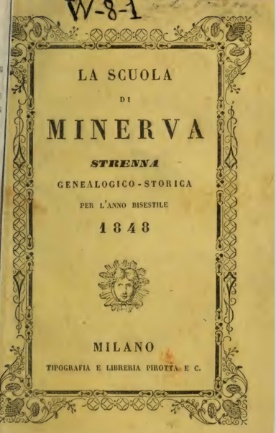 W-8-1
LA SCUOLA
DI
MINERVA
STRENNA
GENEALOGICO-STORICA
PER L'ANNO BISESTILE
1848
MILANO
TIPOGRAFIA E LIBRERIA PIROTTA E C.